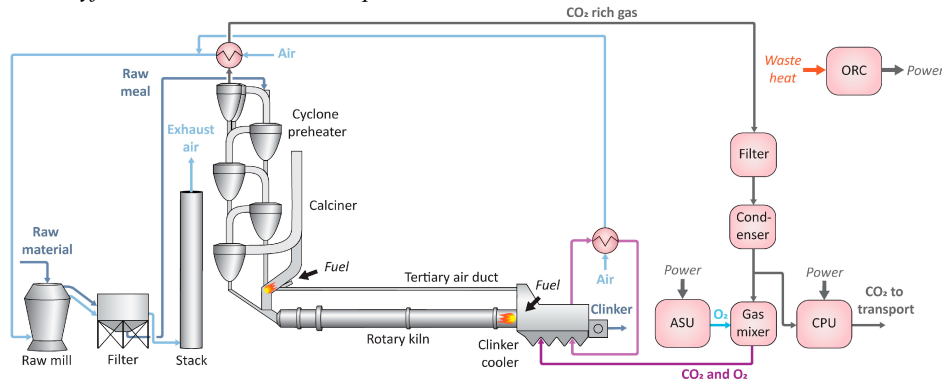 CO₂ rich gas
Air
Waste
heat
ORC
Power
Raw
meal
Cyclone
preheater
Exhaust
air
Filter
Calciner
Cond-
enser
Raw
material
Fuel
Air
Tertiary air duct
Fuel
Clinker
Power
Power
CO₂ to
transport
ASU
O₂
Gas
mixer
CPU
Raw mill
Filter
Stack
Rotary kiln
Clinker
cooler
CO₂ and O₂